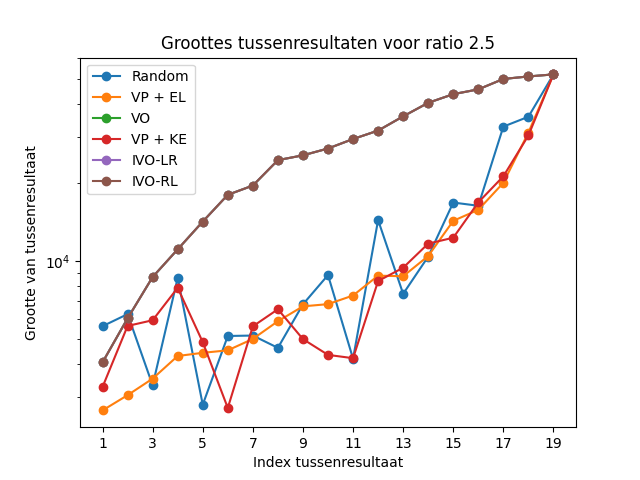 Groottes tussenresultaten voor ratio 2.5
Grootte van tussenresultaat
10⁴
Random
VP + EL
VO
VP + KE
IVO-LR
IVO-RL
1 3 5 7 9 11 13 15 17 19
Index tussenresultaat